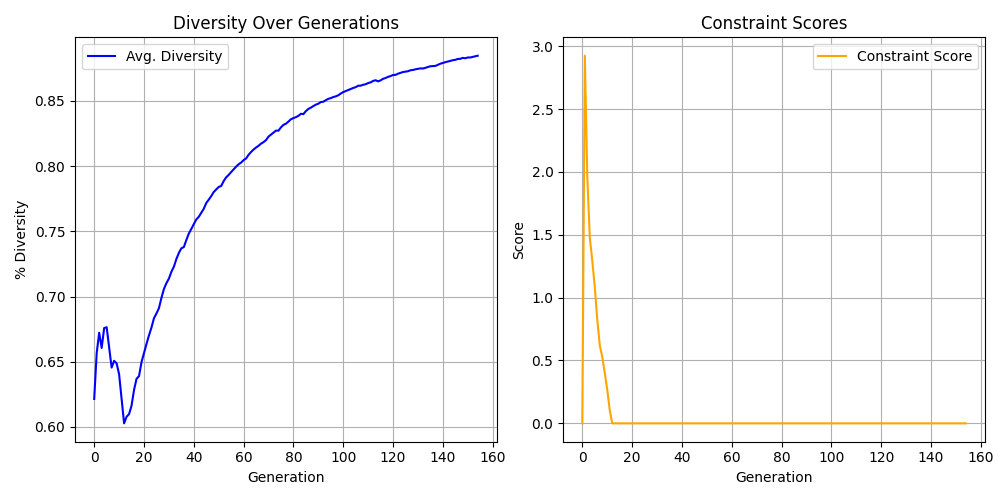 Diversity Over Generations
Avg. Diversity
% Diversity
0.85
0.80
0.75
0.70
0.65
0.60
0 20 40 60 80 100 120 140 160
Generation
Constraint Scores
Constraint Score
Score
3.0
2.5
2.0
1.5
1.0
0.5
0.0
0 20 40 60 80 100 120 140 160
Generation